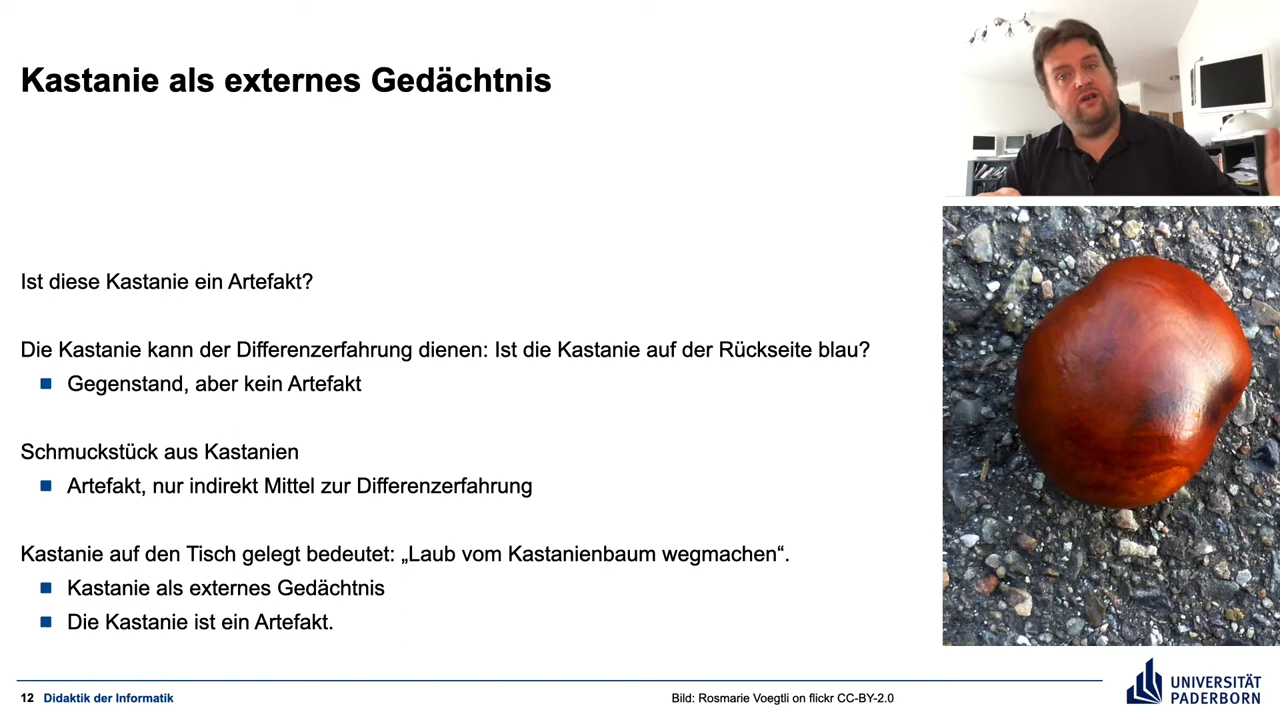 Kastanie als externes Gedächtnis
Ist diese Kastanie ein Artefakt?
Die Kastanie kann der Differenzerfahrung dienen: Ist die Kastanie auf der Rückseite blau?
Gegenstand, aber kein Artefakt
Schmuckstück aus Kastanien
Artefakt, nur indirekt Mittel zur Differenzerfahrung
Kastanie auf den Tisch gelegt bedeutet: „Laub vom Kastanienbaum wegmachen“.
Kastanie als externes Gedächtnis
Die Kastanie ist ein Artefakt.
12 Didaktik der Informatik
Bild: Rosmarie Voegtli on flickr CC-BY-2.0
UNIVERSITÄT
PADERBORN